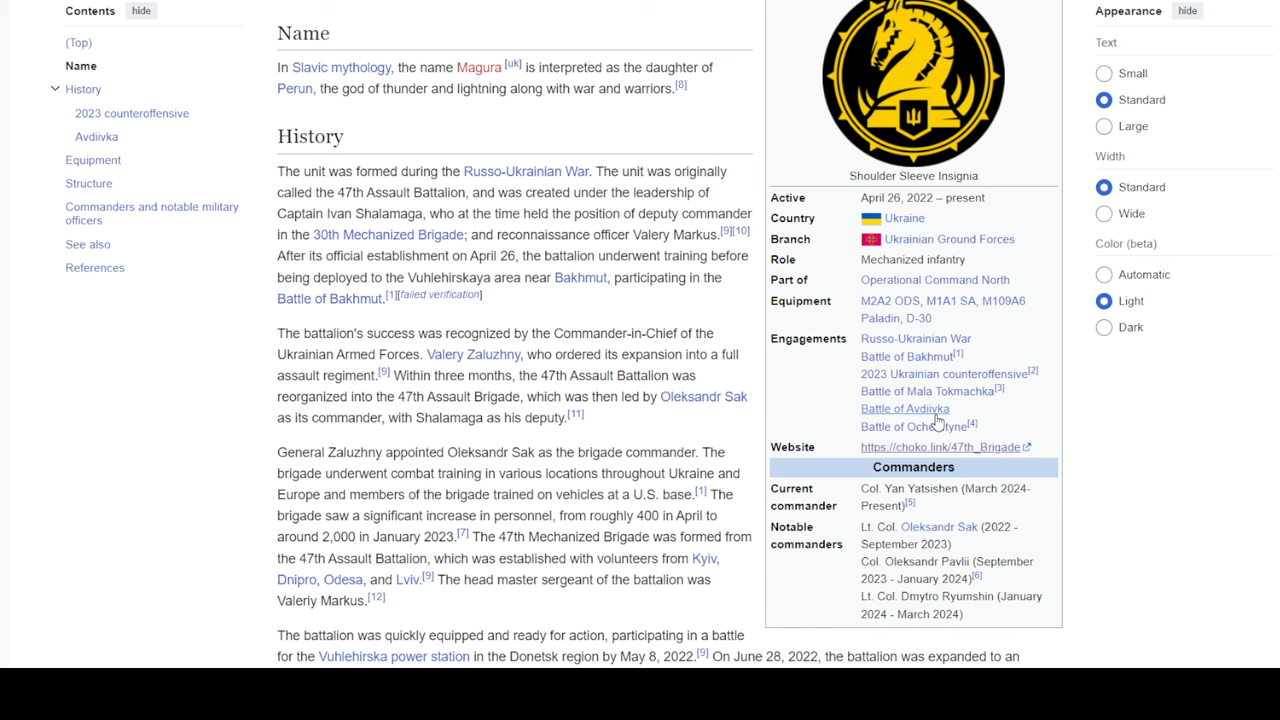 Contents hide
(Top)
Name
History
2023 counteroffensive
Avdiivka
Equipment
Structure
Commanders and notable military
officers
See also
References
Name
In Slavic mythology, the name Magura [uk] is interpreted as the daughter of
Perun, the god of thunder and lightning along with war and warriors.[8]
History
The unit was formed during the Russo-Ukrainian War. The unit was originally
called the 47th Assault Battalion, and was created under the leadership of
Captain Ivan Shalamaga, who at the time held the position of deputy commander
in the 30th Mechanized Brigade; and reconnaissance officer Valery Markus.[9][10]
After its official establishment on April 26, the battalion underwent training before
being deployed to the Vuhlehirskaya area near Bakhmut, participating in the
Battle of Bakhmut.[1][failed verification]
The battalion's success was recognized by the Commander-in-Chief of the
Ukrainian Armed Forces. Valery Zaluzhny, who ordered its expansion into a full
assault regiment.[9] Within three months, the 47th Assault Battalion was
reorganized into the 47th Assault Brigade, which was then led by Oleksandr Sak
as its commander, with Shalamaga as his deputy.[11]
General Zaluzhny appointed Oleksandr Sak as the brigade commander. The
brigade underwent combat training in various locations throughout Ukraine and
Europe and members of the brigade trained on vehicles at a U.S. base.[1] The
brigade saw a significant increase in personnel, from roughly 400 in April to
around 2,000 in January 2023.[7] The 47th Mechanized Brigade was formed from
the 47th Assault Battalion, which was established with volunteers from Kyiv,
Dnipro, Odesa, and Lviv.[9] The head master sergeant of the battalion was
Valeriy Markus.[12]
The battalion was quickly equipped and ready for action, participating in a battle
for the Vuhlehirska power station in the Donetsk region by May 8, 2022.[9] On June 28, 2022, the battalion was expanded to an
Shoulder Sleeve Insignia
Active April 26, 2022 – present
Country Ukraine
Branch Ukrainian Ground Forces
Role Mechanized infantry
Part of Operational Command North
Equipment M2A2 ODS, M1A1 SA, M109A6
Paladin, D-30
Engagements Russo-Ukrainian War
Battle of Bakhmut[1]
2023 Ukrainian counteroffensive[2]
Battle of Mala Tokmachka[3]
Battle of Avdiivka
Battle of [4]
Website https://choko.link/47th_Brigade
Commanders
Current Col. Yan Yatsishen (March 2024-
commander Present)[5]
Notable Lt. Col. Oleksandr Sak (2022 -
commanders September 2023)
Col. Oleksandr Pavlii (September
2023 - January 2024)[6]
Lt. Col. Dmytro Ryumshin (January
2024 - March 2024)
Appearance hide
Text
Small
Standard
Large
Width
Standard
Wide
Color (beta)
Automatic
Light
Dark